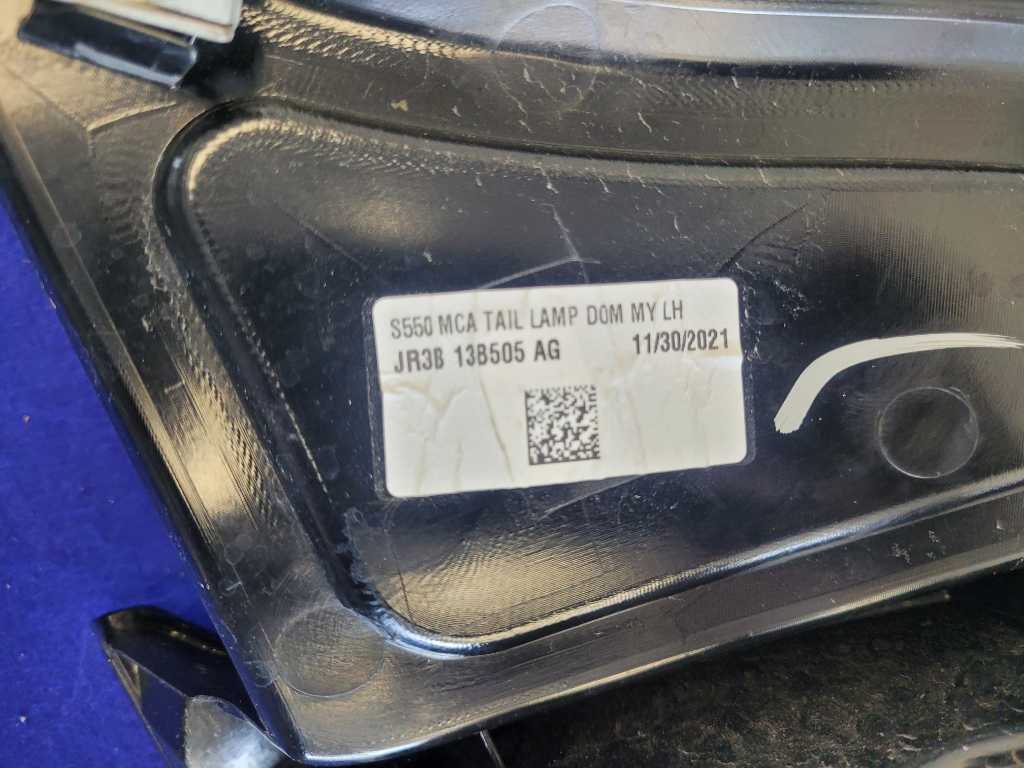 S550 MCA TAIL LAMP DOM MY LH
JR3B 13B505 AG 11/30/2021